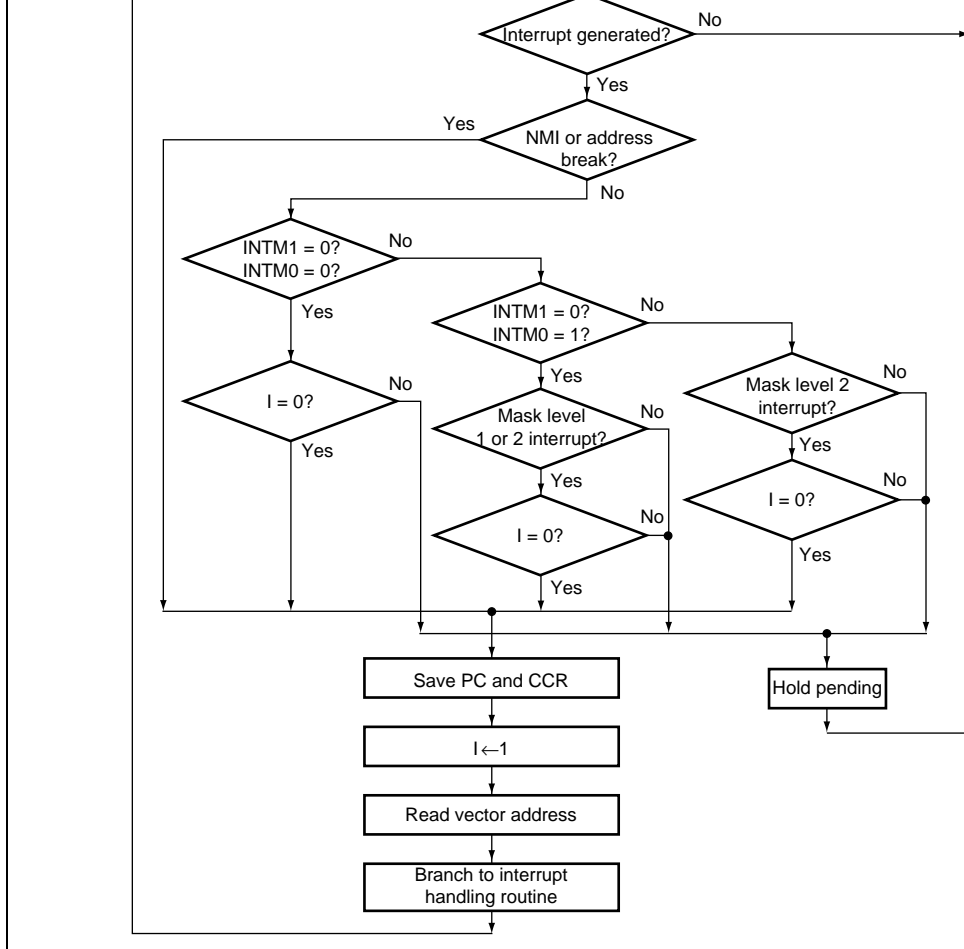 No
Interrupt generated?
Yes
Yes
NMI or address
break?
No
INTM1 = 0?
INTM0 = 0?
No
Yes
INTM1 = 0?
INTM0 = 1?
No
Yes
Mask level 2
interrupt?
No
Yes
I = 0?
No
Yes
Mask level
1 or 2 interrupt?
No
Yes
I = 0?
No
Yes
I = 0?
No
Yes
Save PC and CCR
Hold pending
I←1
Read vector address
Branch to interrupt
handling routine